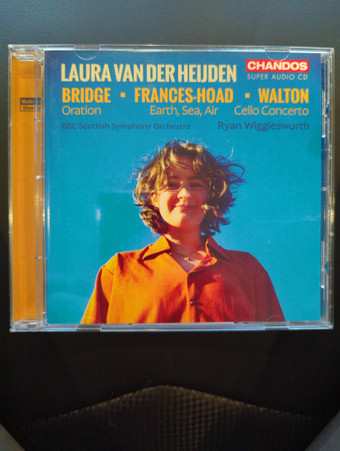 LAURA VAN DER HEIJDEN
CHANDOS
SUPER AUDIO CD
BRIDGE • FRANCES-HOAD • WALTON
Oration Earth, Sea, Air Cello Concerto
BBC Scottish Symphony Orchestra Ryan Wigglesworth